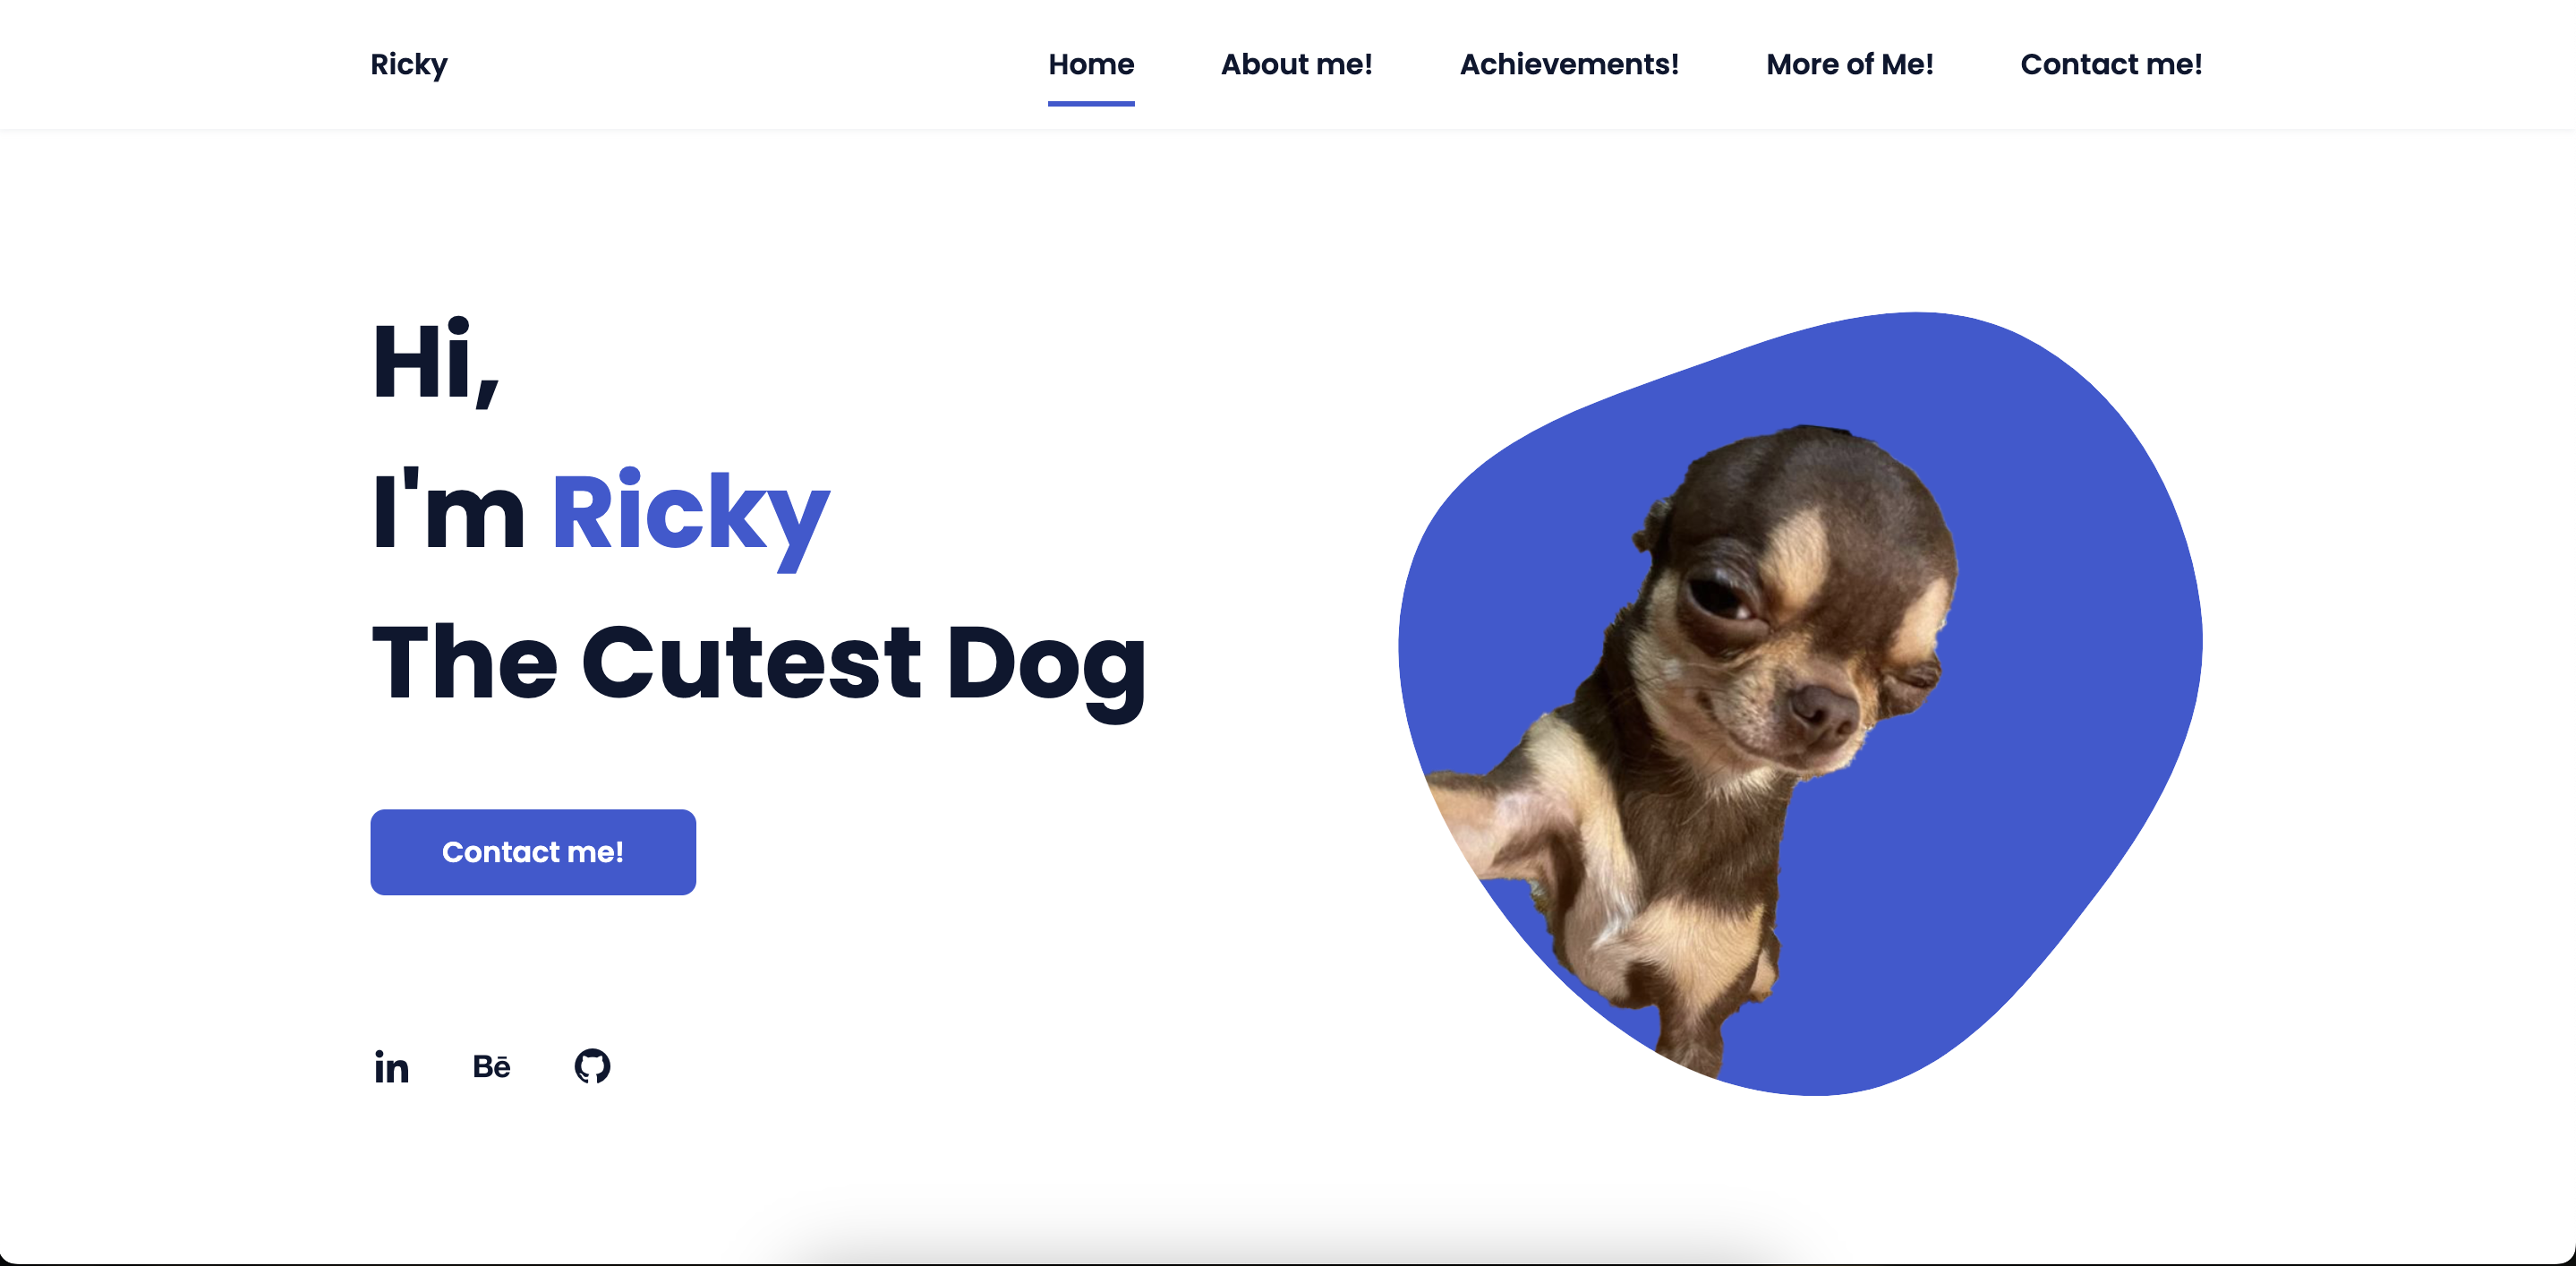 Ricky
Home
About me!
Achievements!
More of Me!
Contact me!
Hi,
I'm Ricky
The Cutest Dog
Contact me!
in
Bē